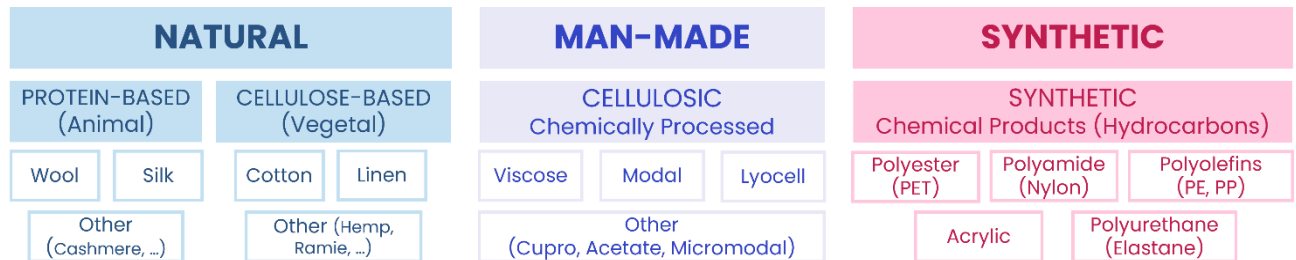 NATURAL
PROTEIN-BASED
(Animal)
CELLULOSE-BASED
(Vegetal)
Wool
Silk
Cotton
Linen
Other
(Cashmere, ...)
Other (Hemp,
Ramie, ...)
MAN-MADE
CELLULOSIC
Chemically Processed
Viscose
Modal
Lyocell
Other
(Cupro, Acetate, Micromodal)
SYNTHETIC
SYNTHETIC
Chemical Products (Hydrocarbons)
Polyester
(PET)
Polyamide
(Nylon)
Polyolefins
(PE, PP)
Acrylic
Polyurethane
(Elastane)